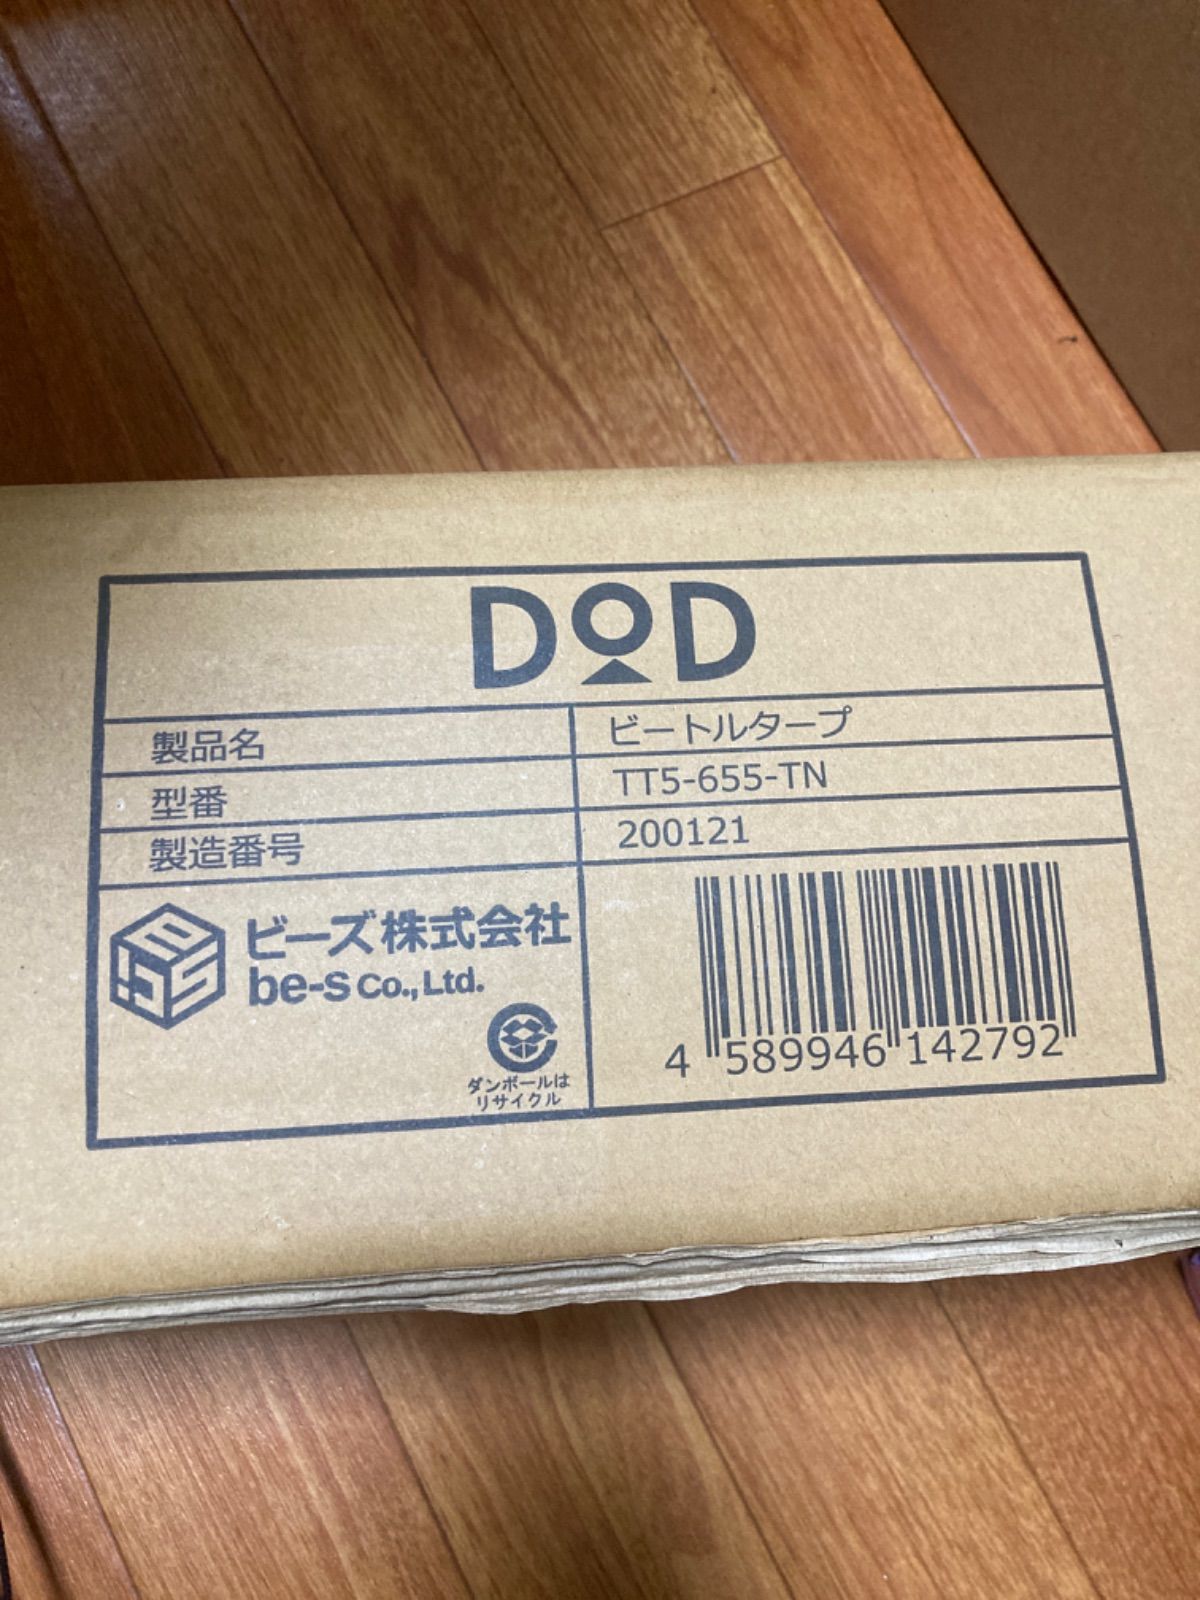 DOD
製品名 ビートルタープ
型番 TT5-655-TN
製造番号 200121
ビーズ株式会社
be-s Co., Ltd.
ダンボールは
リサイクル
4 589946 142792